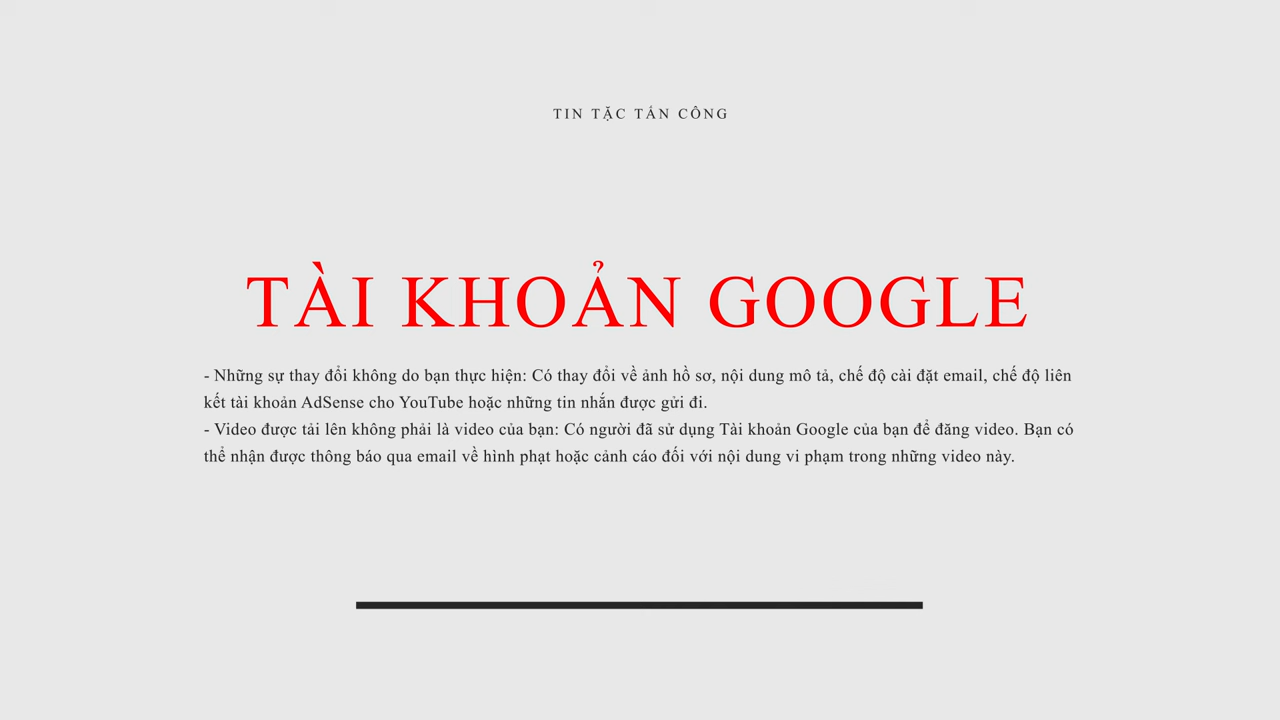 TIN TẶC TẤN CÔNG
TÀI KHOẢN GOOGLE
- Những sự thay đổi không do bạn thực hiện: Có thay đổi về ảnh hồ sơ, nội dung mô tả, chế độ cài đặt email, chế độ liên
kết tài khoản AdSense cho YouTube hoặc những tin nhắn được gửi đi.
- Video được tải lên không phải là video của bạn: Có người đã sử dụng Tài khoản Google của bạn để đăng video. Bạn có
thể nhận được thông báo qua email về hình phạt hoặc cảnh cáo đối với nội dung vi phạm trong những video này.